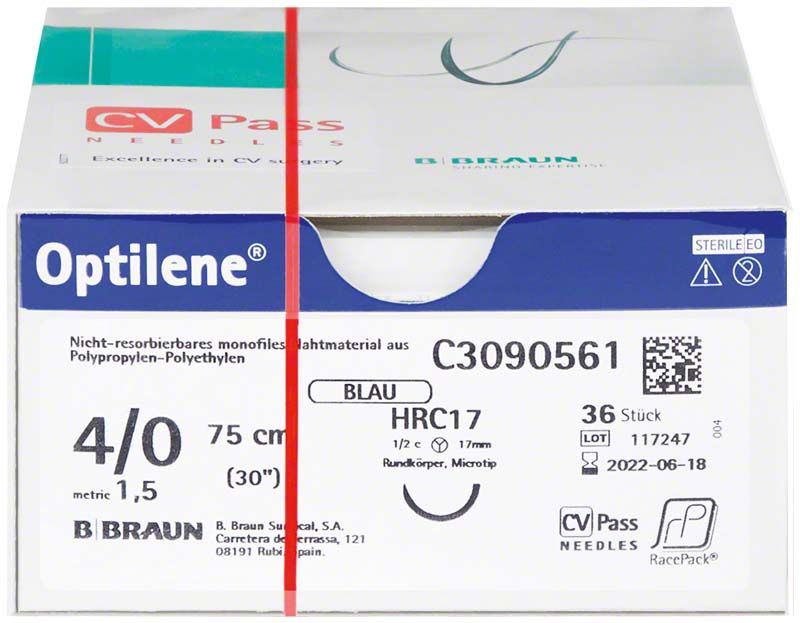 CV Pass
NEEDLES
Excellence in CV surgery
B|BRAUN
SHARING EXPERTISE
Optilene®
STERILE EO
Nicht-resorbierbares monofiles Nahtmaterial aus
Polypropylen-Polyethylen
C3090561
BLAU
4/0 75 cm
(30")
metric 1,5
HRC17
1/2 c 17mm
Rundkörper, Microtip
36 Stück
LOT 117247
2022-06-18
004
B|BRAUN
B. Braun Surgical, S.A.
Carretera de Terrassa, 121
08191 Rubi, Spain.
CV Pass
NEEDLES
rP
RacePack®